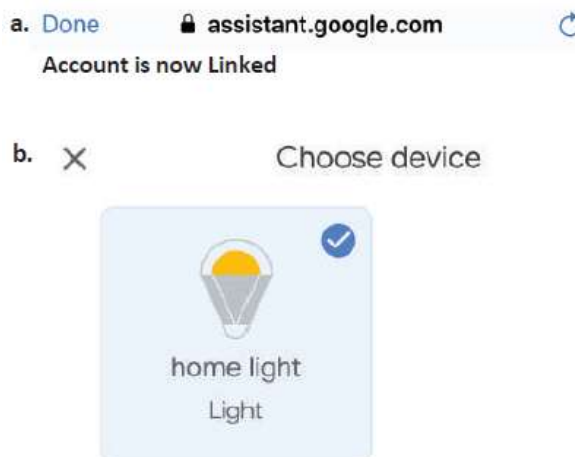 a. Done assistant.google.com
Account is now Linked
b. Choose device
home light
Light